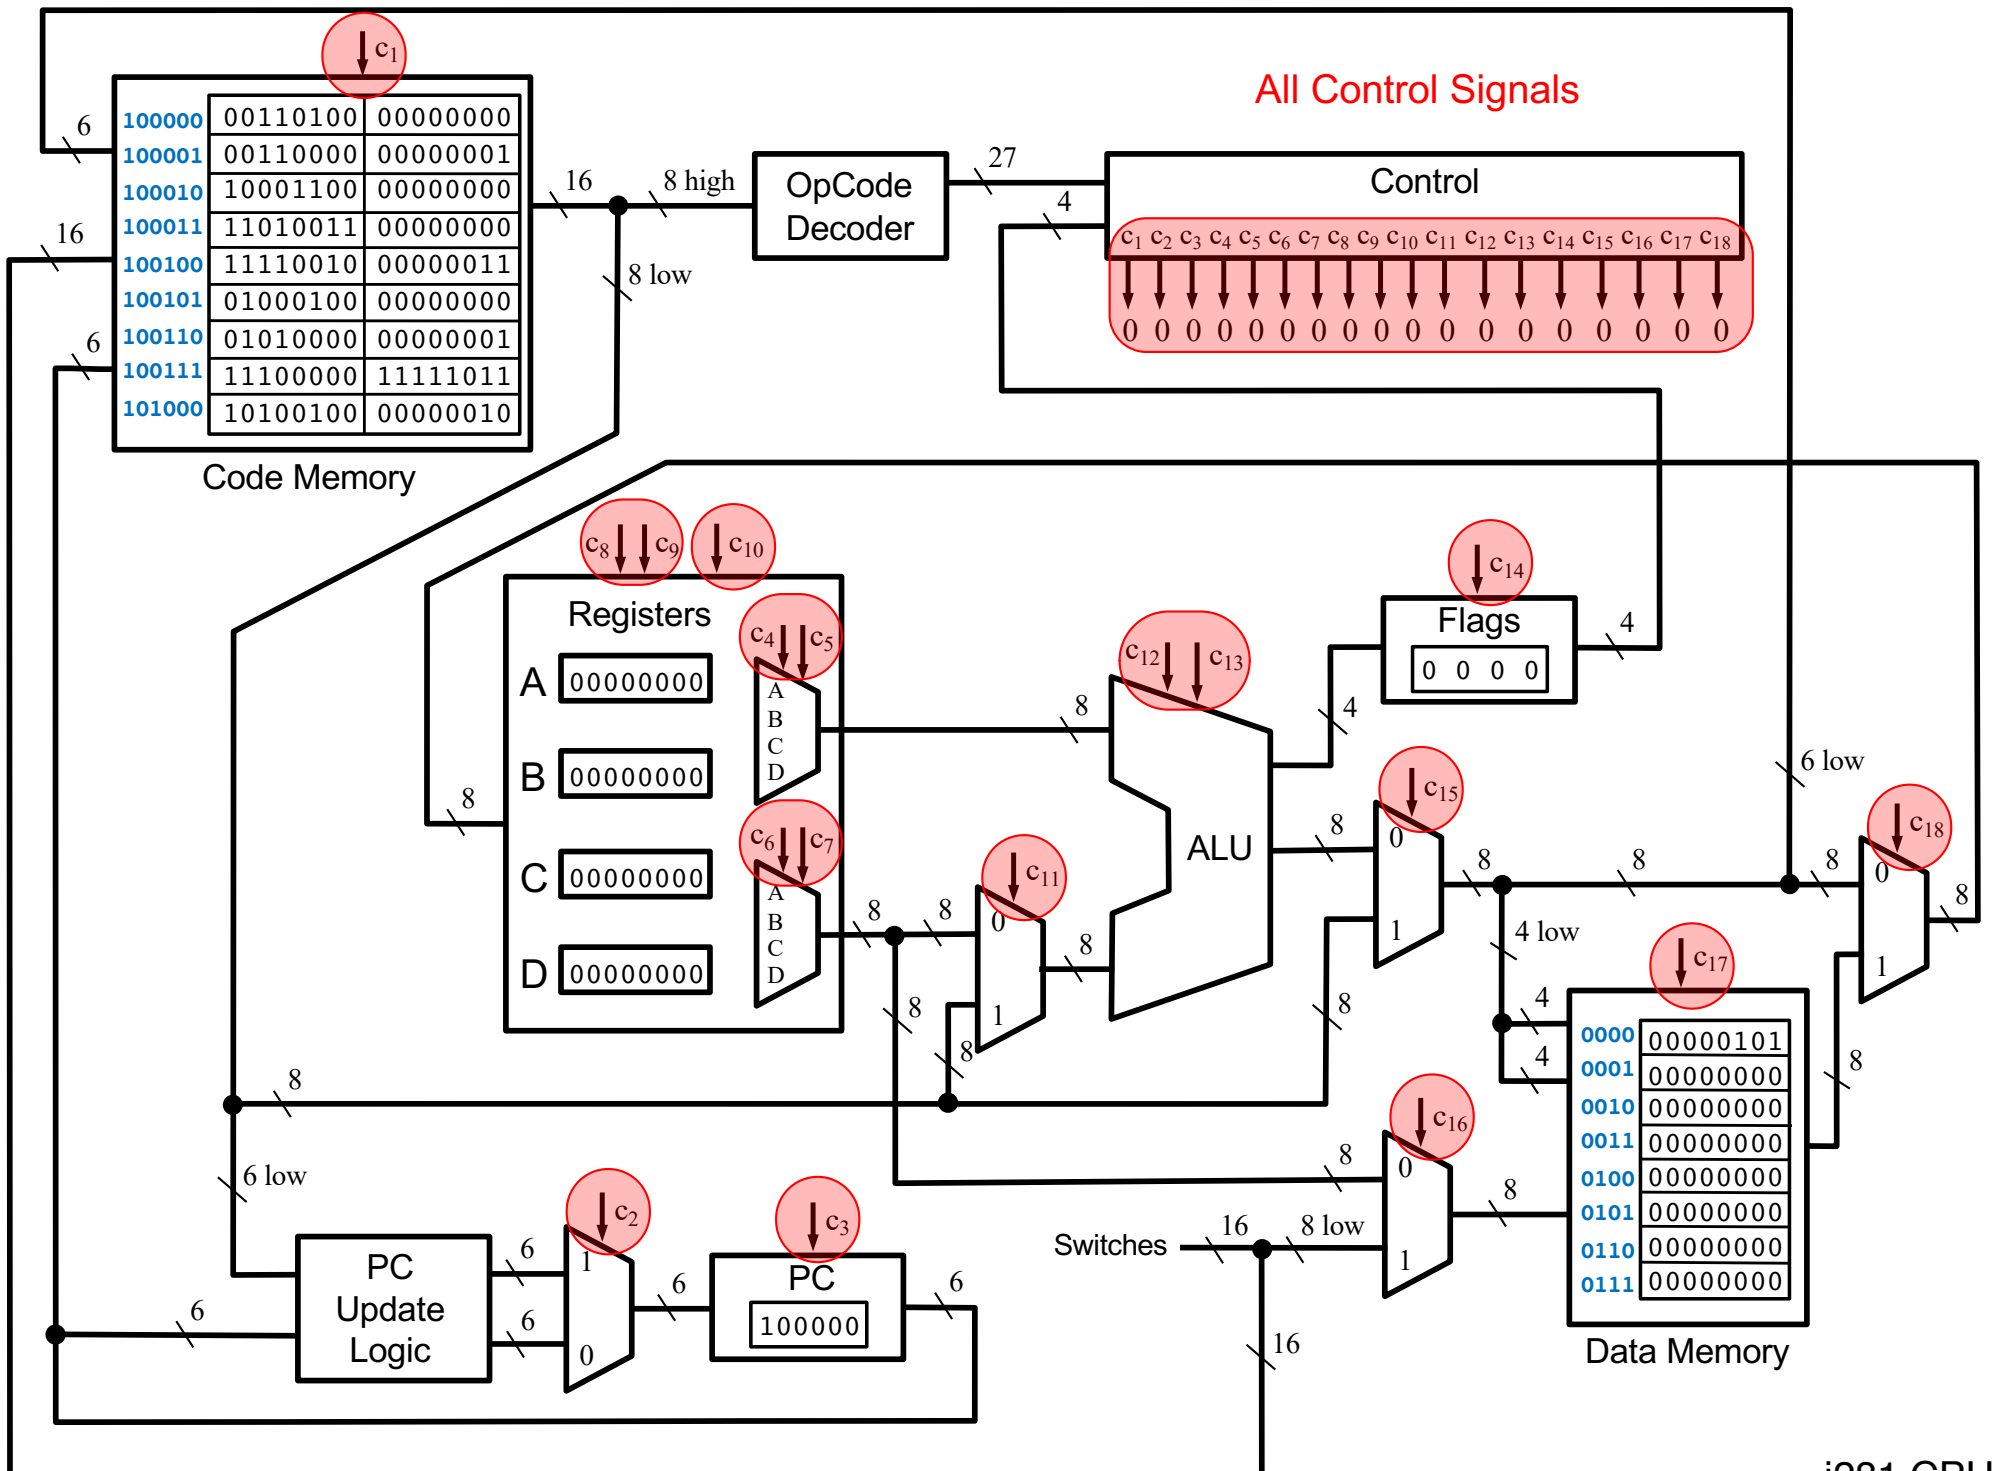 c1
All Control Signals
6
16
6
100000 00110100 00000000
100001 00110000 00000001
100010 10001100 00000000
100011 11010011 00000000
100100 11110010 00000011
100101 01000100 00000000
100110 01010000 00000001
100111 11100000 11111011
101000 10100100 00000010
Code Memory
16
8 high
8 low
OpCode
Decoder
27
4
Control
c1 c2 c3 c4 c5 c6 c7 c8 c9 c10 c11 c12 c13 c14 c15 c16 c17 c18
0 0 0 0 0 0 0 0 0 0 0 0 0 0 0 0 0 0
c8 c9 c10
Registers
c4 c5
A 00000000
B 00000000
C 00000000
D 00000000
A
B
C
D
c6 c7
A
B
C
D
8
8
8
8
8
8
c11
0
1
8
8
c12 c13
ALU
c14
Flags
0 0 0 0
4
4
8
c15
0
1
8
8
8
6 low
8
c18
0
1
8
4 low
4
4
c17
0000 00000101
0001 00000000
0010 00000000
0011 00000000
0100 00000000
0101 00000000
0110 00000000
0111 00000000
Data Memory
8
c16
0
1
8
8
Switches
16
8 low
16
6 low
6
PC
Update
Logic
6
6
c2
1
0
6
c3
PC
100000
6